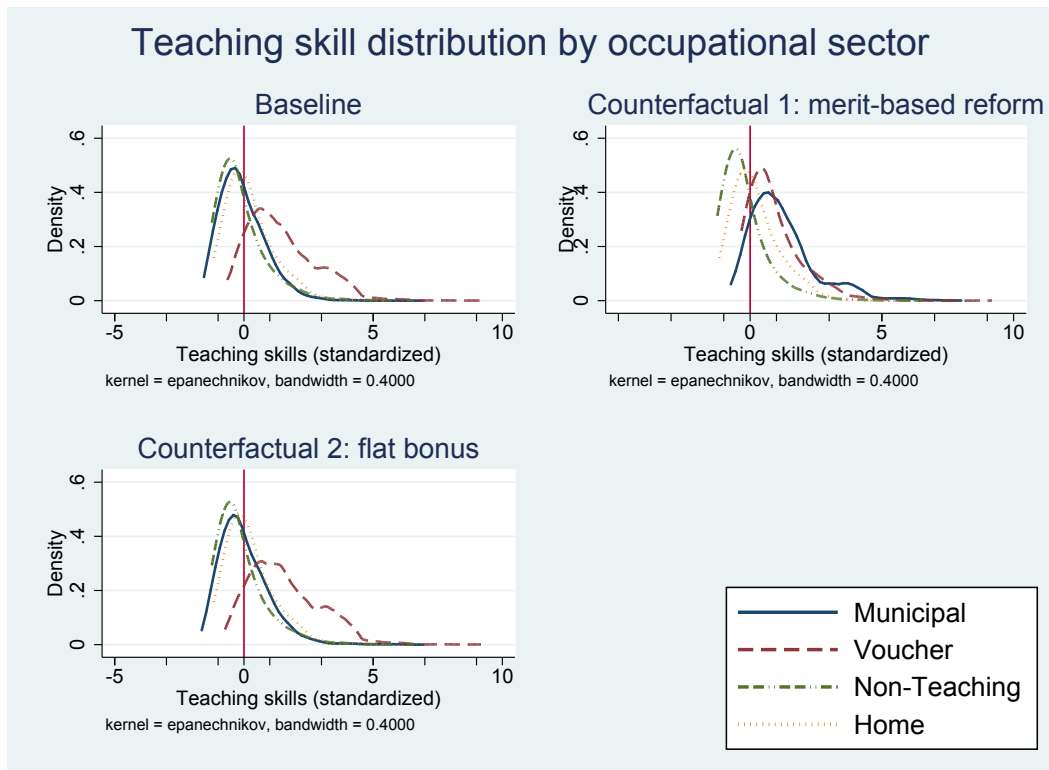 Teaching skill distribution by occupational sector
Baseline
Density
0 .2 .4 .6
-5 0 5 10
Teaching skills (standardized)
kernel = epanechnikov, bandwidth = 0.4000
Counterfactual 1: merit-based reform
Density
0 .2 .4 .6
0 5 10
Teaching skills (standardized)
kernel = epanechnikov, bandwidth = 0.4000
Counterfactual 2: flat bonus
Density
0 .2 .4 .6
-5 0 5 10
Teaching skills (standardized)
kernel = epanechnikov, bandwidth = 0.4000
Municipal
Voucher
Non-Teaching
Home